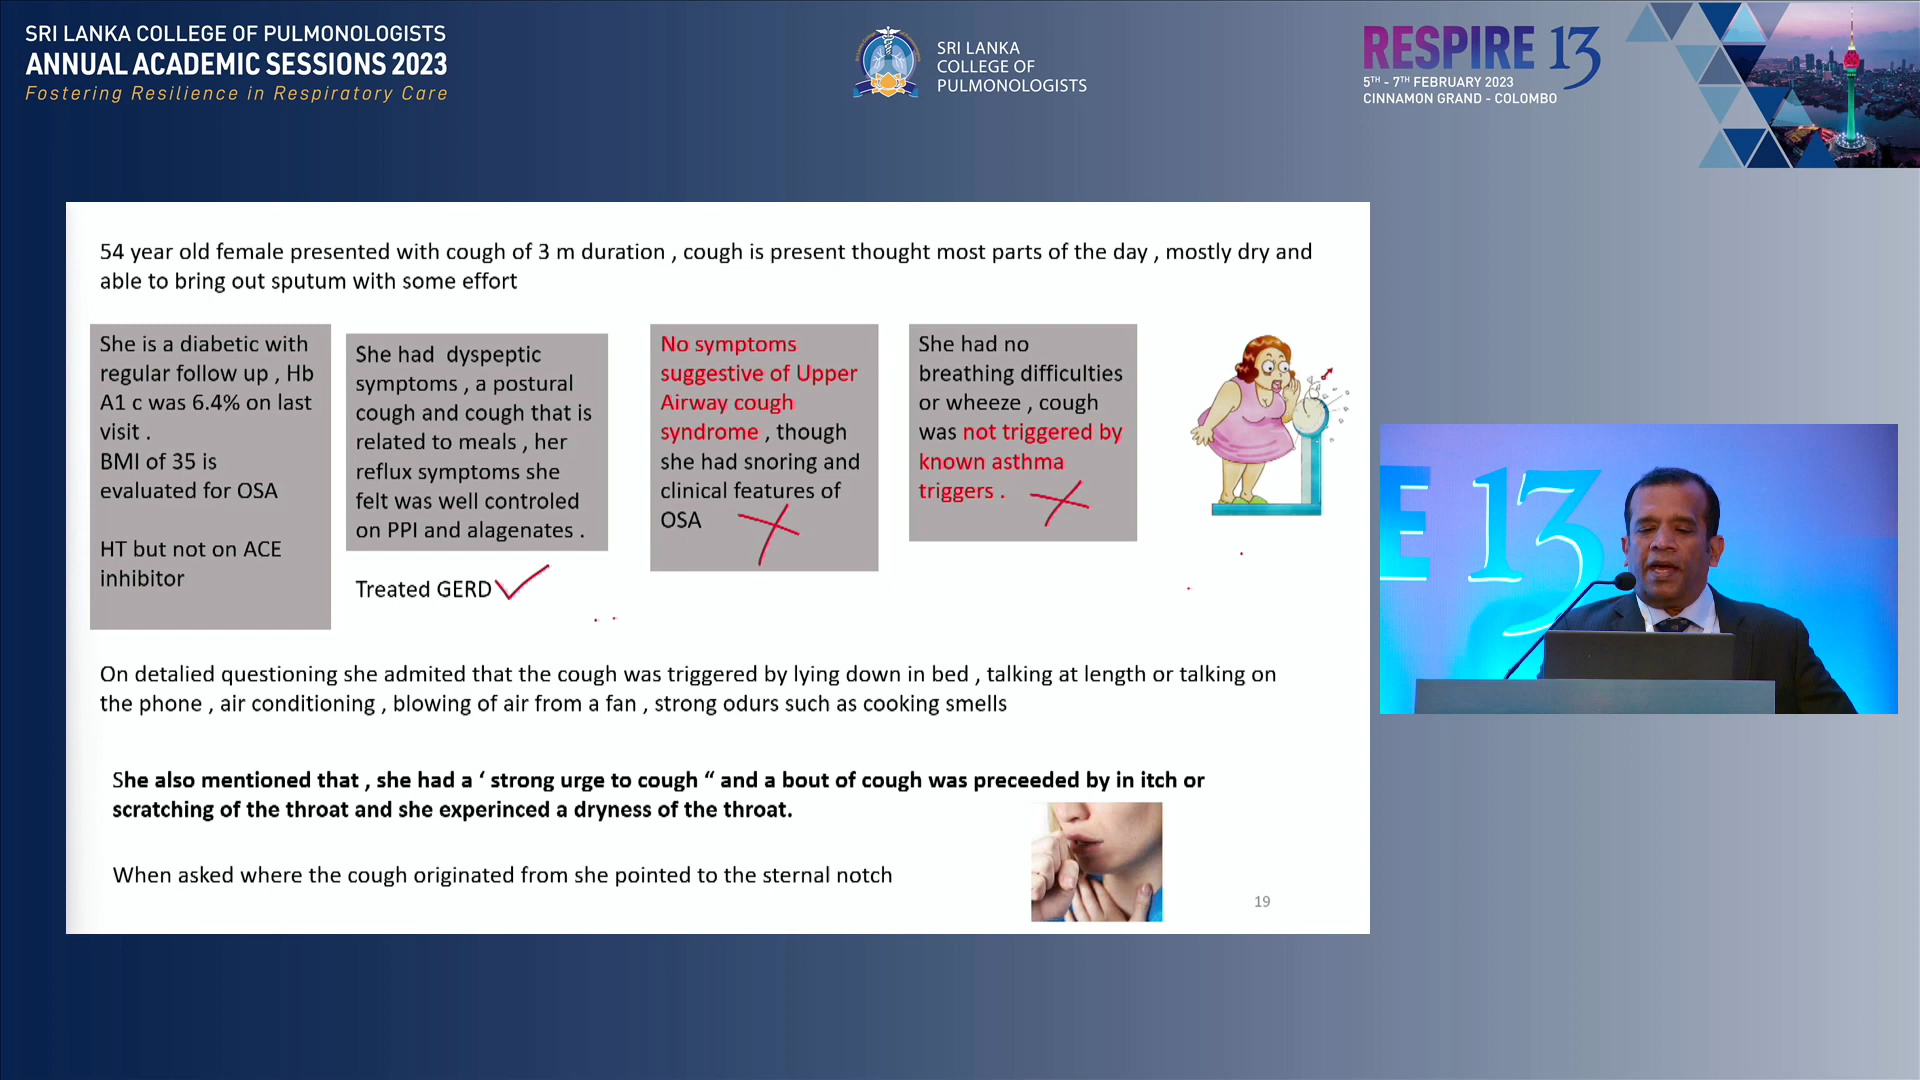 SRI LANKA COLLEGE OF PULMONOLOGISTS
ANNUAL ACADEMIC SESSIONS 2023
Fostering Resilience in Respiratory Care
SRI LANKA
COLLEGE OF
PULMONOLOGISTS
RESPIRE 13
5TH - 7TH FEBRUARY 2023
CINNAMON GRAND - COLOMBO
54 year old female presented with cough of 3 m duration , cough is present thought most parts of the day , mostly dry and
able to bring out sputum with some effort
She is a diabetic with
regular follow up , Hb
A1 c was 6.4% on last
visit .
BMI of 35 is
evaluated for OSA
HT but not on ACE
inhibitor
She had dyspeptic
symptoms , a postural
cough and cough that is
related to meals , her
reflux symptoms she
felt was well controled
on PPI and alagenates .
Treated GERD
No symptoms
suggestive of Upper
Airway cough
syndrome , though
she had snoring and
clinical features of
OSA
She had no
breathing difficulties
or wheeze , cough
was not triggered by
known asthma
triggers .
On detalied questioning she admited that the cough was triggered by lying down in bed , talking at length or talking on
the phone , air conditioning , blowing of air from a fan , strong odurs such as cooking smells
She also mentioned that , she had a ‘ strong urge to cough “ and a bout of cough was preceeded by in itch or
scratching of the throat and she experinced a dryness of the throat.
When asked where the cough originated from she pointed to the sternal notch
19
E 13